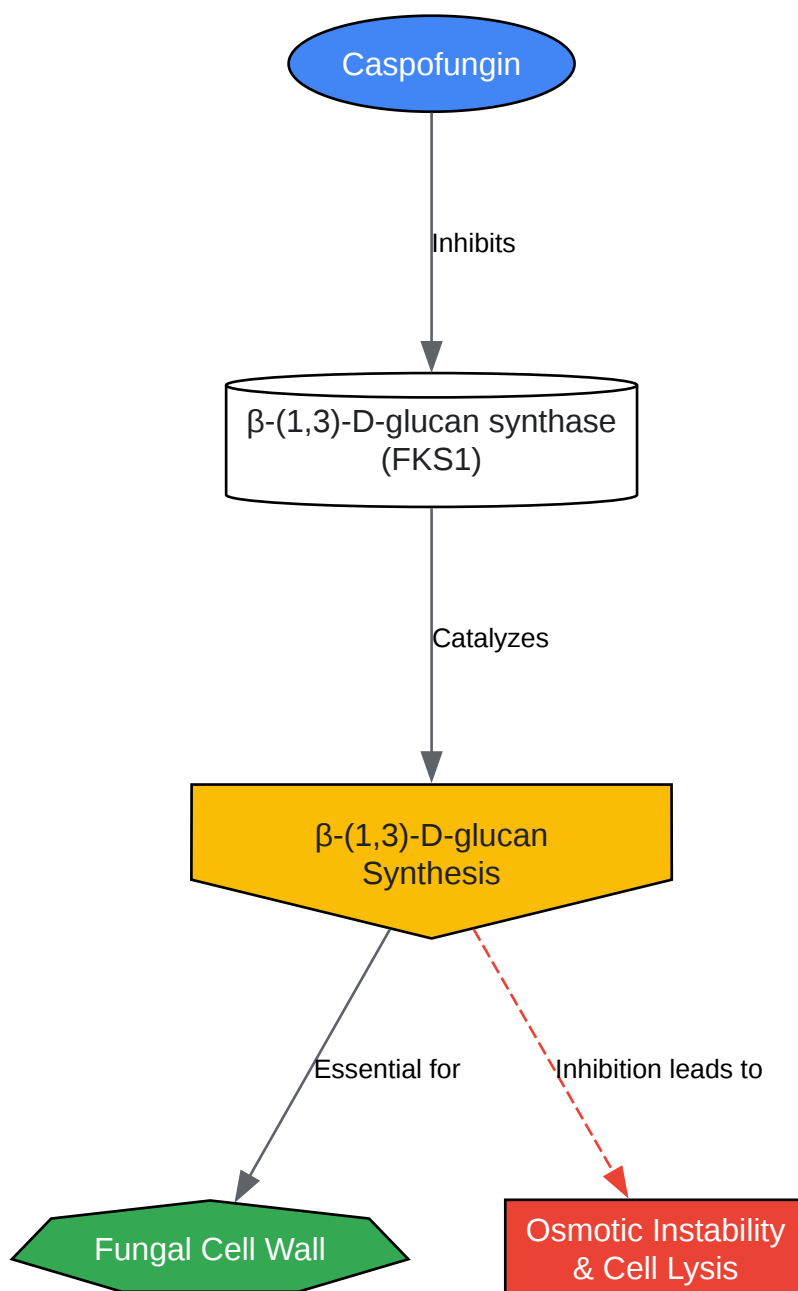 Caspofungin
Inhibits
β-(1,3)-D-glucan synthase
(FKS1)
Catalyzes
β-(1,3)-D-glucan
Synthesis
Essential for
Inhibition leads to
Fungal Cell Wall
Osmotic Instability
& Cell Lysis